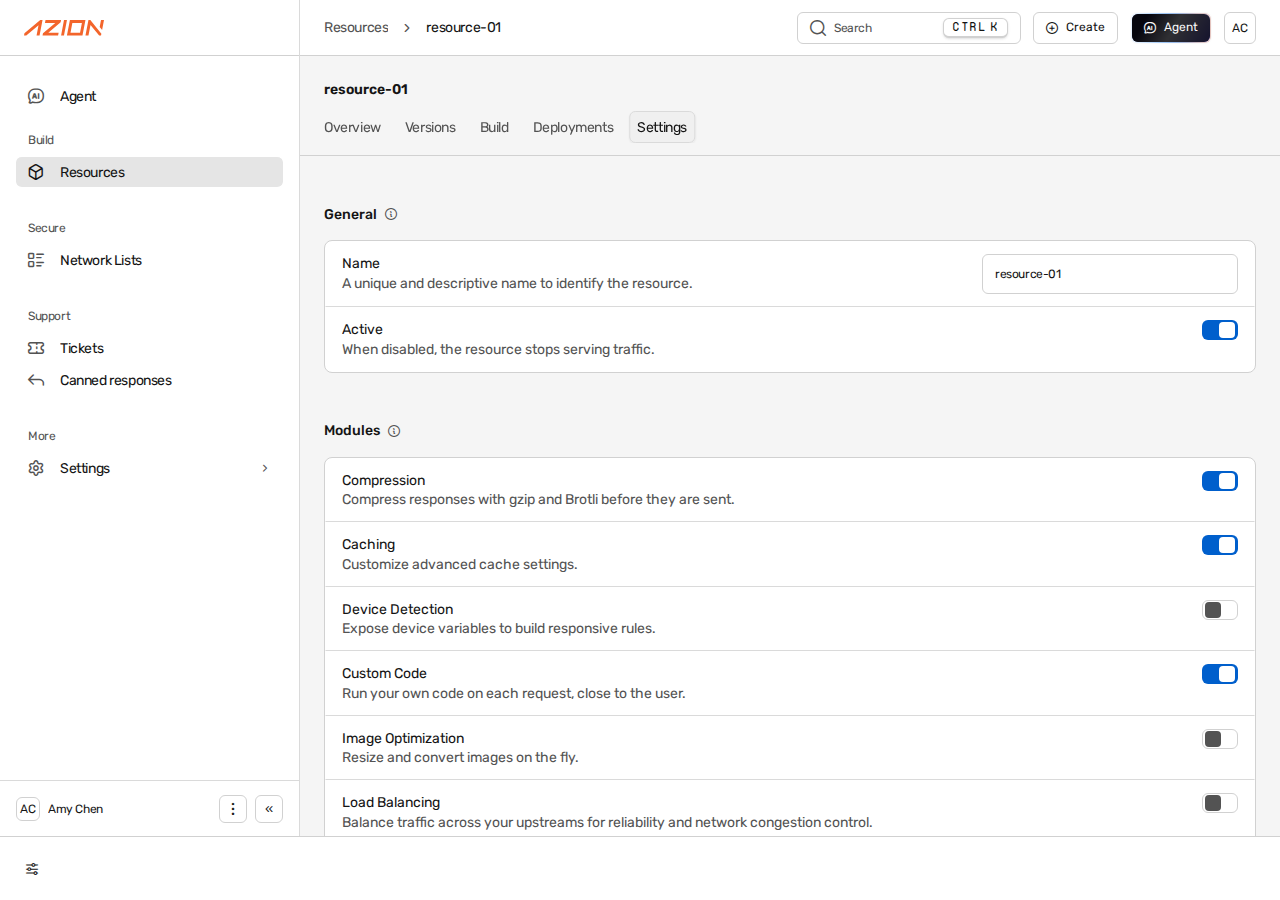 AZION
Resources
resource-01
Search
CTRL K
Create
Agent
AC
Agent
Build
Resources
Secure
Network Lists
Support
Tickets
Canned responses
More
Settings
AC
Amy Chen
resource-01
Overview
Versions
Build
Deployments
Settings
General
Name
A unique and descriptive name to identify the resource.
resource-01
Active
When disabled, the resource stops serving traffic.
Modules
Compression
Compress responses with gzip and Brotli before they are sent.
Caching
Customize advanced cache settings.
Device Detection
Expose device variables to build responsive rules.
Custom Code
Run your own code on each request, close to the user.
Image Optimization
Resize and convert images on the fly.
Load Balancing
Balance traffic across your upstreams for reliability and network congestion control.